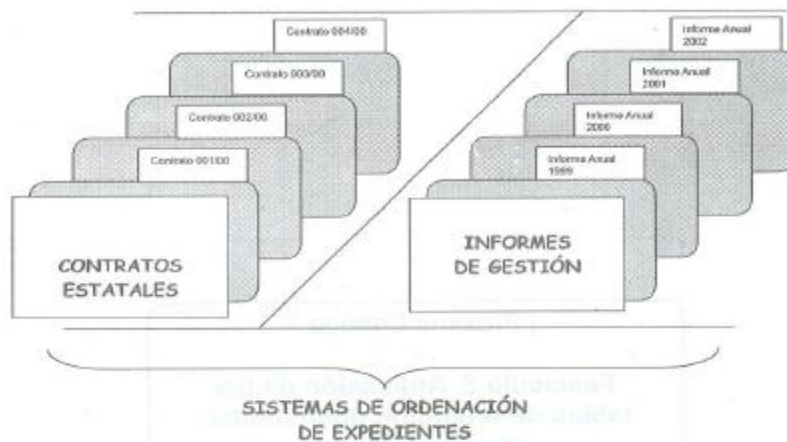 Contrato 004/00
Contrato 003/00
Contrato 002/00
Contrato 001/00
CONTRATOS
ESTATALES
Informe Anual
2002
Informe Anual
2001
Informe Anual
2000
Informe Anual
1999
INFORMES
DE GESTIÓN
SISTEMAS DE ORDENACIÓN
DE EXPEDIENTES